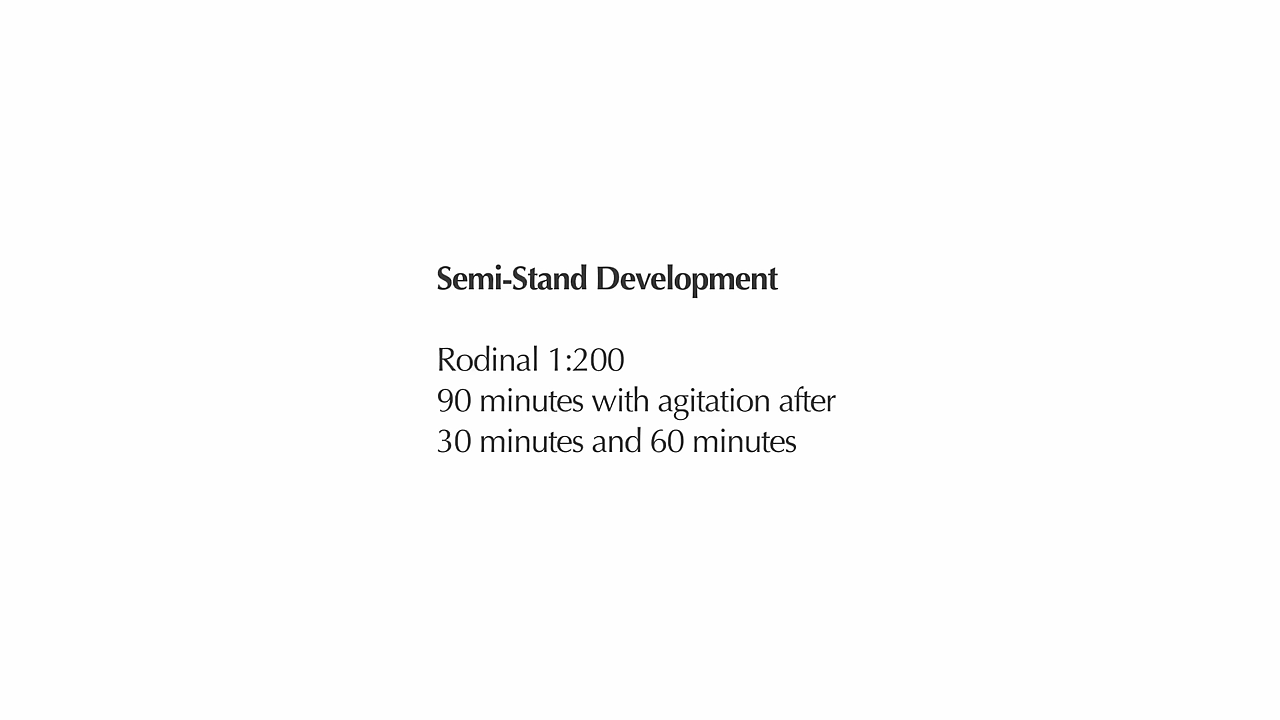 Semi-Stand Development
Rodinal 1:200
90 minutes with agitation after
30 minutes and 60 minutes